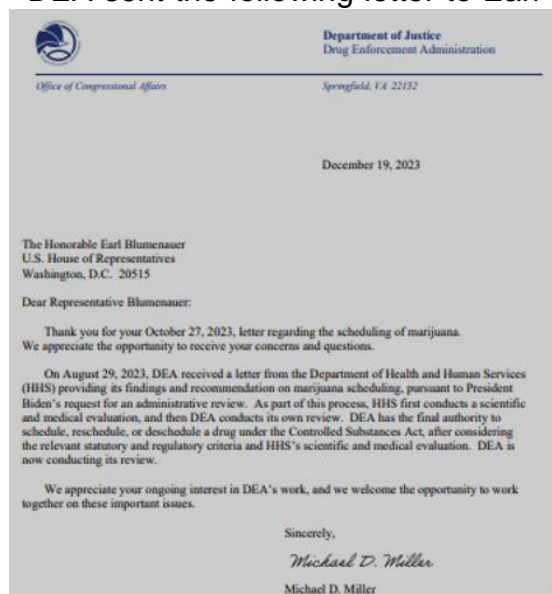 DEA sent the following letter to Earl
Department of Justice
Drug Enforcement Administration
Office of Congressional Affairs
Springfield, VA 22152
December 19, 2023
The Honorable Earl Blumenauer
U.S. House of Representatives
Washington, D.C. 20515
Dear Representative Blumenauer:
Thank you for your October 27, 2023, letter regarding the scheduling of marijuana.
We appreciate the opportunity to receive your concerns and questions.
On August 29, 2023, DEA received a letter from the Department of Health and Human Services
(HHS) providing its findings and recommendation on marijuana scheduling, pursuant to President
Biden's request for an administrative review. As part of this process, HHS first conducts a scientific
and medical evaluation, and then DEA conducts its own review. DEA has the final authority to
schedule, reschedule, or deschedule a drug under the Controlled Substances Act, after considering
the relevant statutory and regulatory criteria and HHS's scientific and medical evaluation. DEA is
now conducting its review.
We appreciate your ongoing interest in DEA's work, and we welcome the opportunity to work
together on these important issues.
Sincerely,
Michael D. Miller
Michael D. Miller